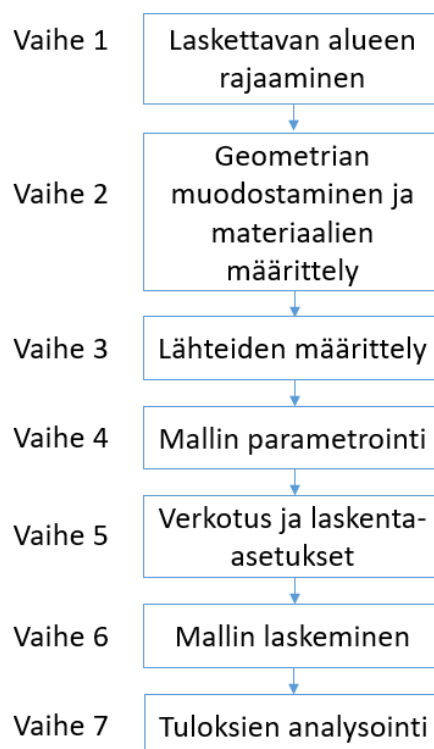 Vaihe 1
Laskettavan alueen
rajaaminen
Vaihe 2
Geometrian
muodostaminen ja
materiaalien
määrittely
Vaihe 3
Lähteiden määrittely
Vaihe 4
Mallin parametrointi
Vaihe 5
Verkotus ja laskenta-
asetukset
Vaihe 6
Mallin laskeminen
Vaihe 7
Tuloksien analysointi